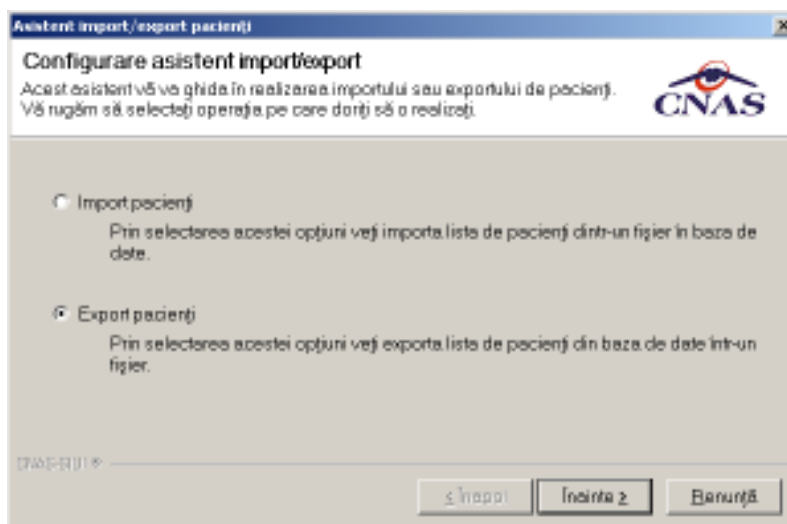 Asistent import/export pacienți
Configurare asistent import/export
Acest asistent vă va ghida în realizarea importului sau exportului de pacienți.
Vă rugăm să selectați operația pe care doriți să o realizați.
CNAS
Import pacienți
Prin selectarea acestei opțiuni veți importa lista de pacienți dintr-un fișier în baza de
date.
Export pacienți
Prin selectarea acestei opțiuni veți exporta lista de pacienți din baza de date într-un
fișier.
CNAS-SIUI ®
< Înapoi
Înainte >
Renunță